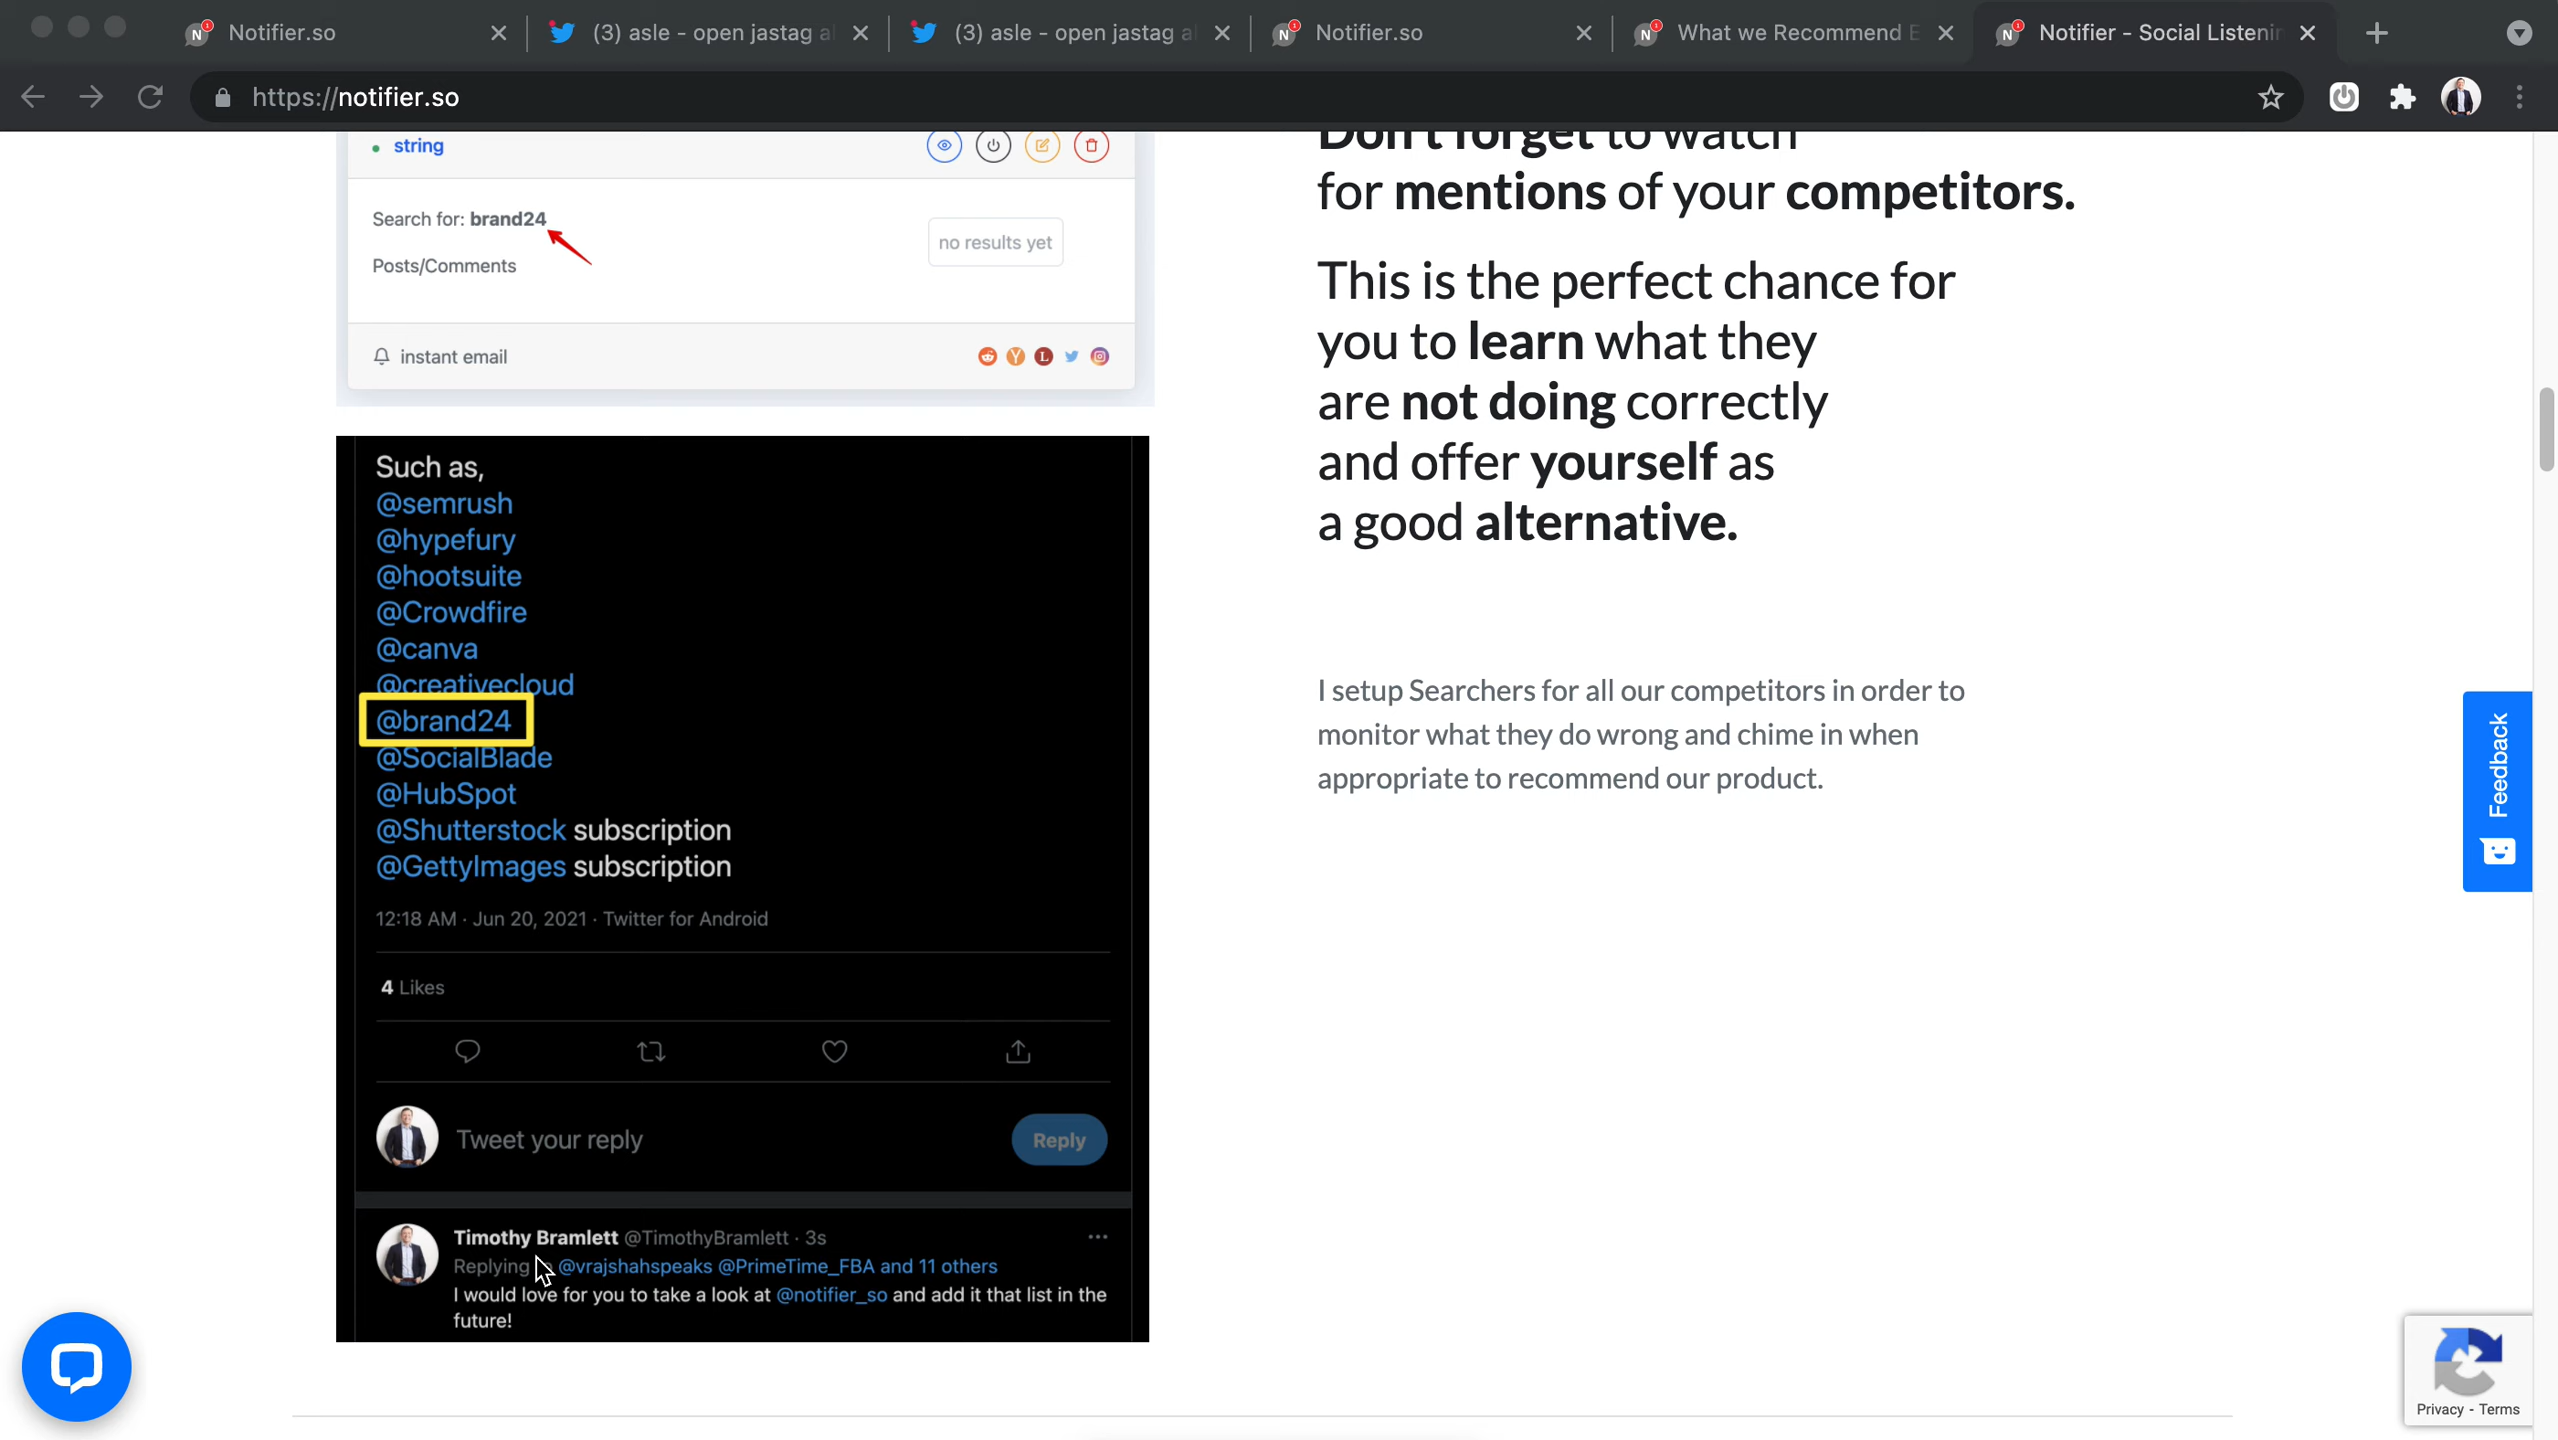 Notifier.so
(3) asle - open jastag al
(3) asle - open jastag al
Notifier.so
What we Recommend E
Notifier - Social Listenin
https://notifier.so
string
Search for: brand24
no results yet
Posts/Comments
instant email
Such as,
@semrush
@hypefury
@hootsuite
@Crowdfire
@canva
@creativecloud
@brand24
@SocialBlade
@HubSpot
@Shutterstock subscription
@GettyImages subscription
12:18 AM · Jun 20, 2021 · Twitter for Android
4 Likes
Tweet your reply
Reply
Timothy Bramlett @TimothyBramlett · 3s
Replying @vrajshahspeaks @PrimeTime_FBA and 11 others
I would love for you to take a look at @notifier_so and add it that list in the
future!
Don't forget to watch
for mentions of your competitors.
This is the perfect chance for
you to learn what they
are not doing correctly
and offer yourself as
a good alternative.
I setup Searchers for all our competitors in order to
monitor what they do wrong and chime in when
appropriate to recommend our product.
Feedback
Privacy - Terms